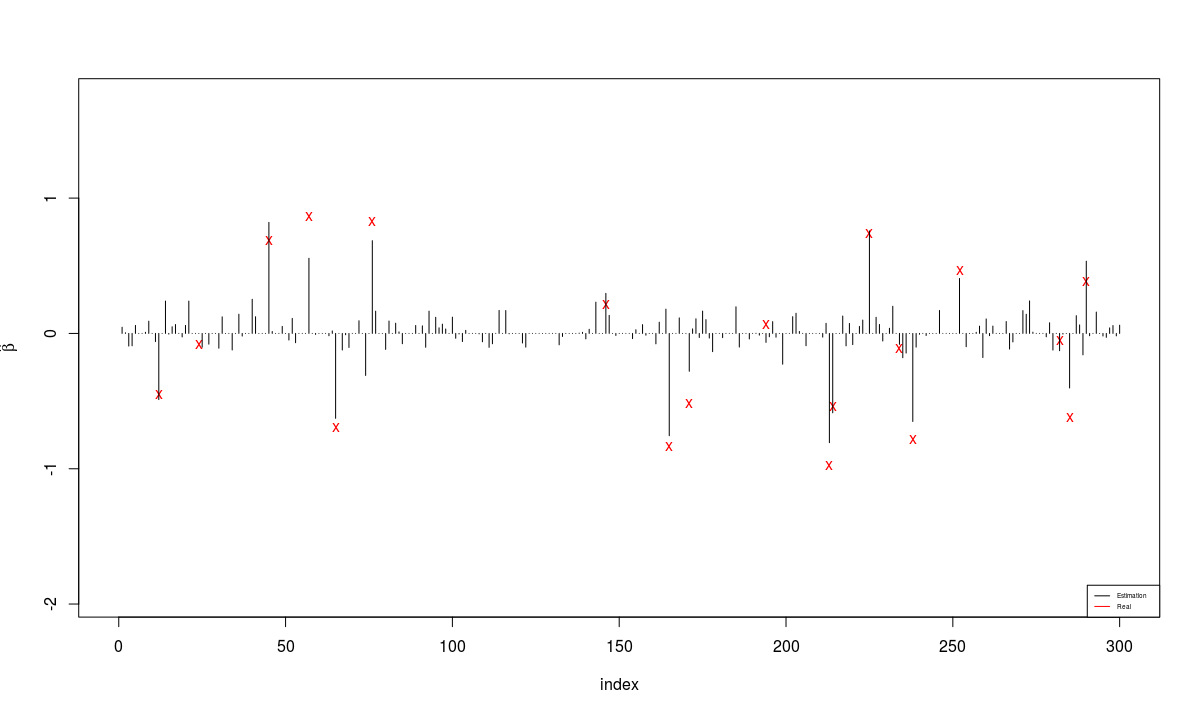 1
0
-1
-2
β̂
0 50 100 150 200 250 300
index
X X X X X X X X X X X X X X X X X X X X
Estimation
Real